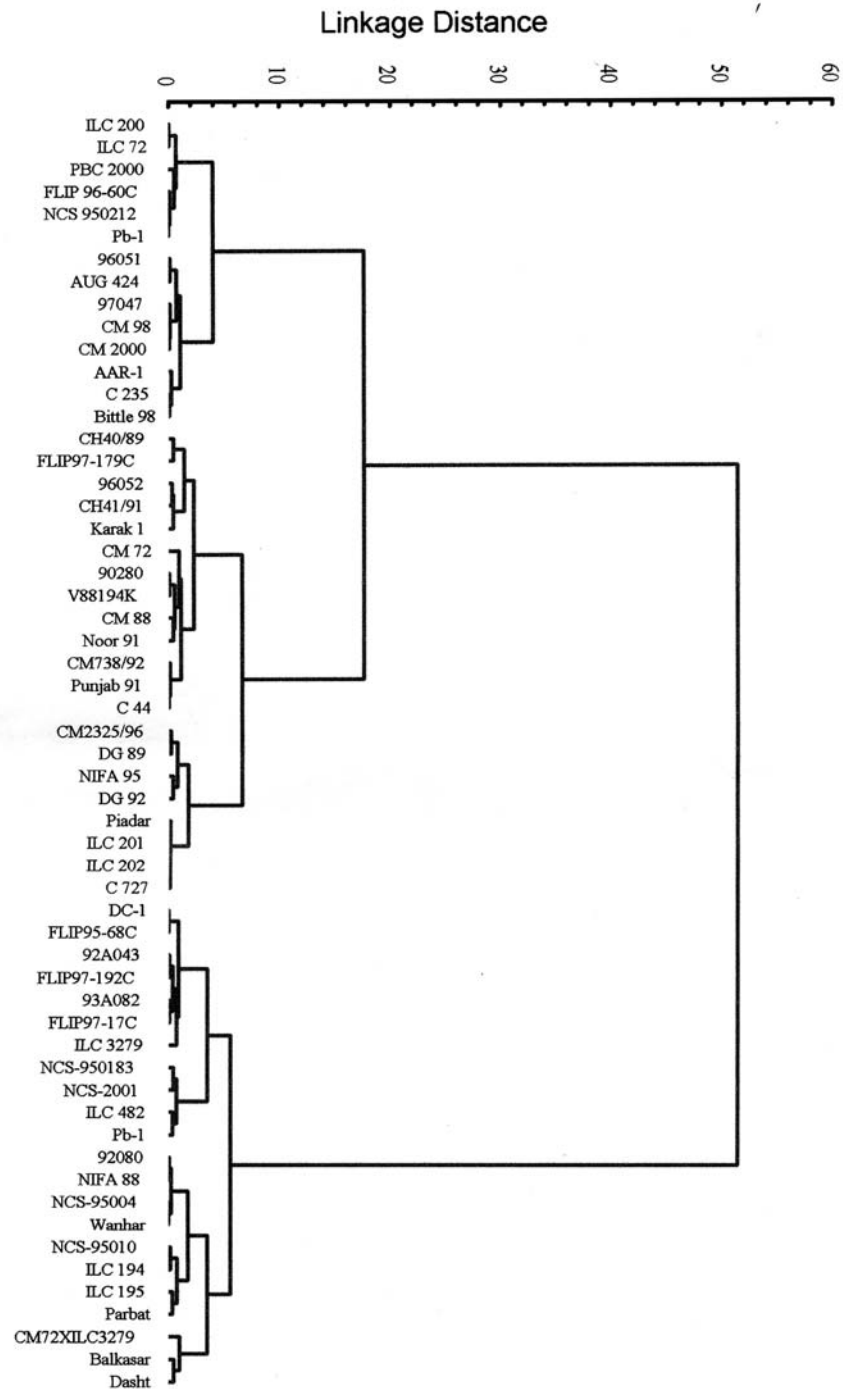 Linkage Distance
0
10
20
30
40
50
60
ILC 200
ILC 72
PBC 2000
FLIP 96-60C
NCS 950212
Pb-1
96051
AUG 424
97047
CM 98
CM 2000
AAR-1
C 235
Bittle 98
CH40/89
FLIP97-179C
96052
CH41/91
Karak 1
CM 72
90280
V88194K
CM 88
Noor 91
CM738/92
Punjab 91
C 44
CM2325/96
DG 89
NIFA 95
DG 92
Piadar
ILC 201
ILC 202
C 727
DC-1
FLIP95-68C
92A043
FLIP97-192C
93A082
FLIP97-17C
ILC 3279
NCS-950183
NCS-2001
ILC 482
Pb-1
92080
NIFA 88
NCS-95004
Wanhar
NCS-95010
ILC 194
ILC 195
Parbat
CM72XILC3279
Balkasar
Dasht